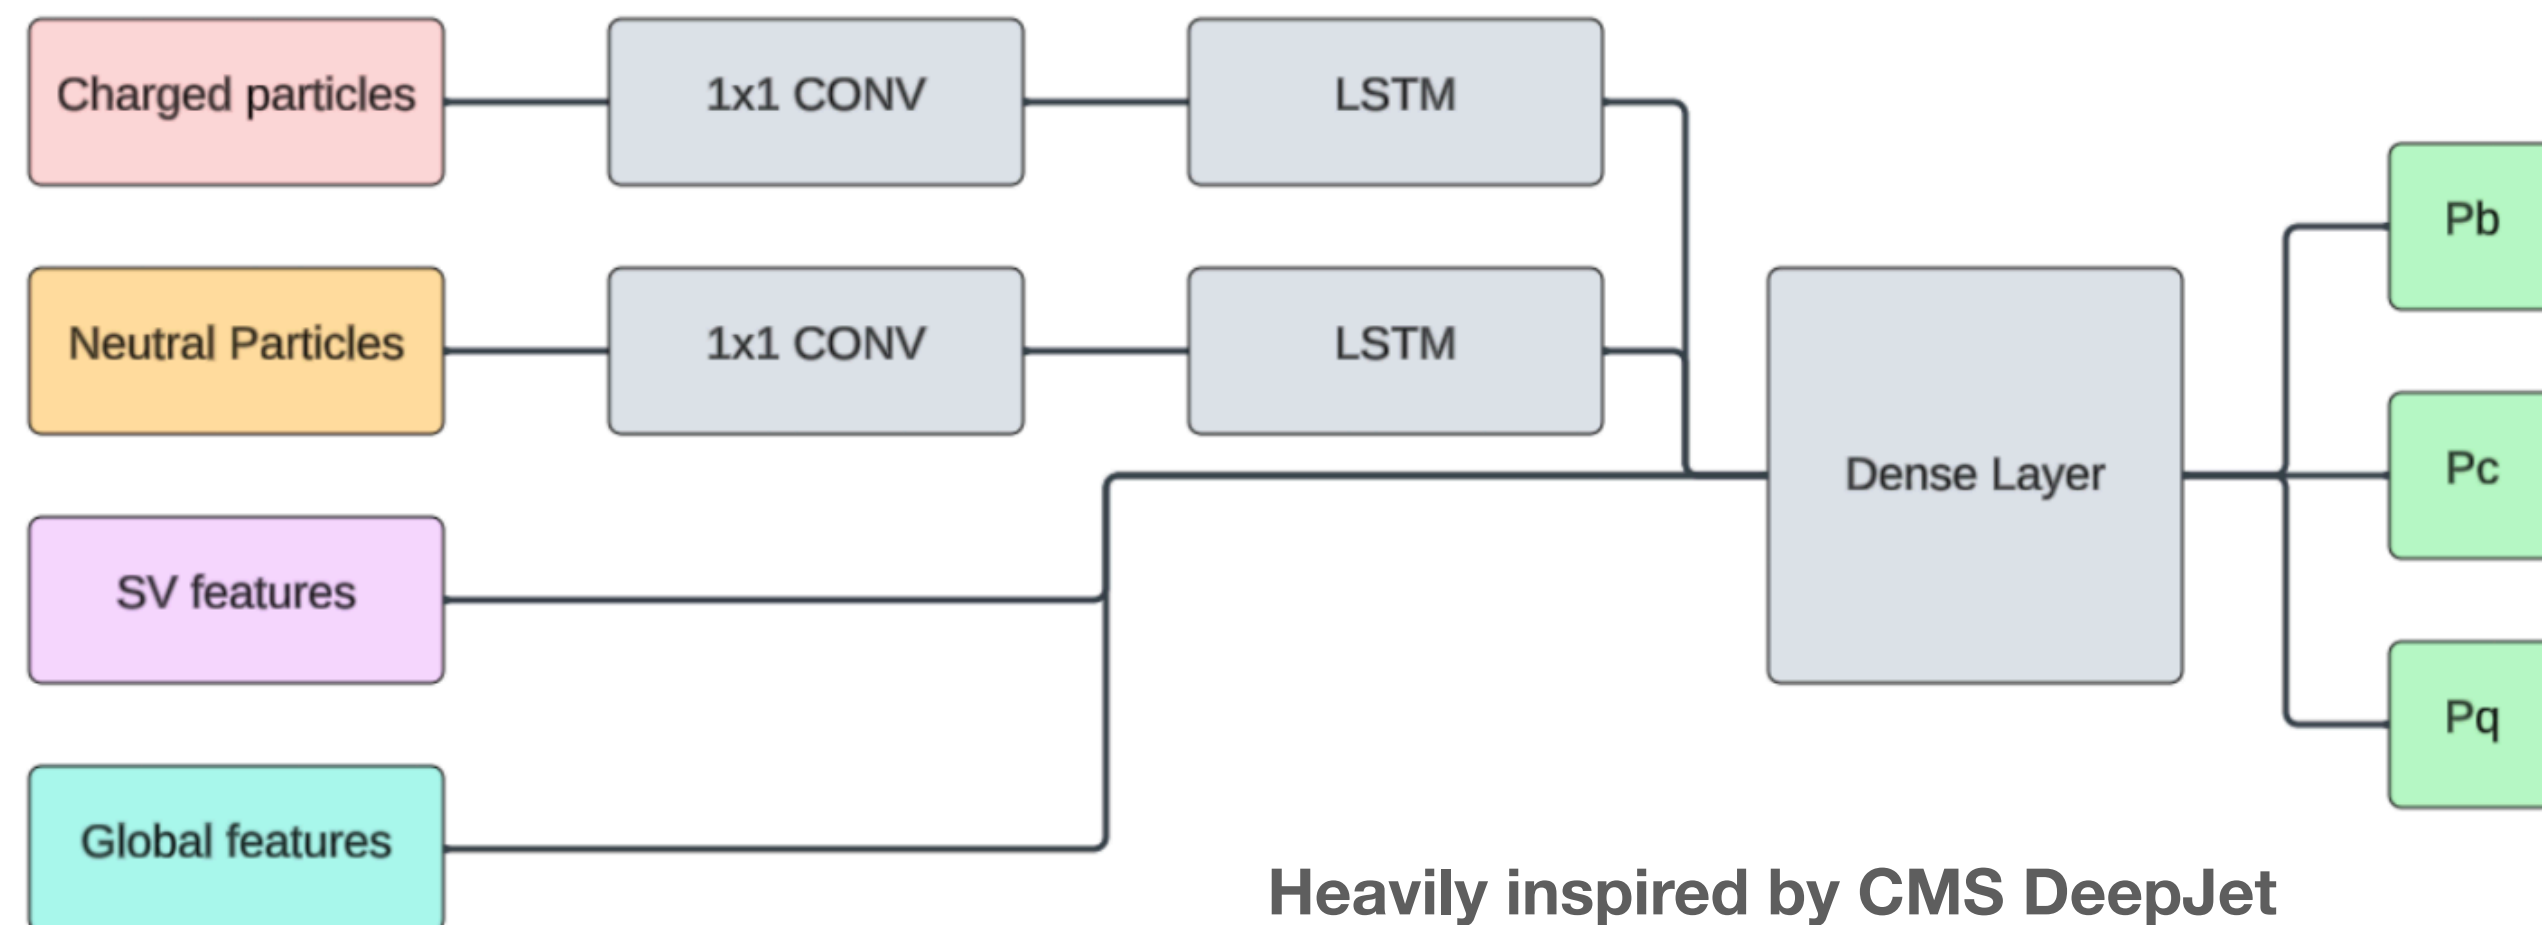 Charged particles
1x1 CONV
LSTM
Neutral Particles
1x1 CONV
LSTM
SV features
Global features
Dense Layer
Pb
Pc
Pq
Heavily inspired by CMS DeepJet